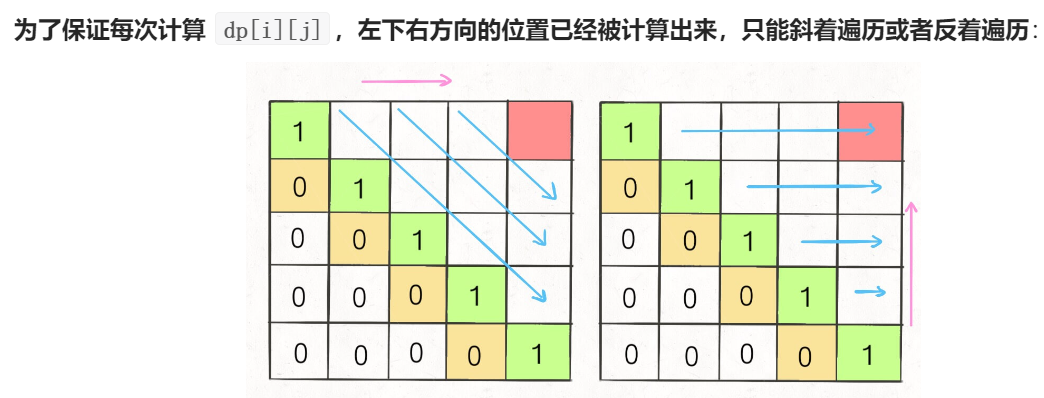 为了保证每次计算 dp[i][j] ，左下右方向的位置已经被计算出来，只能斜着遍历或者反着遍历：
1 1
0 1 0 1
0 0 1 0 0 1
0 0 0 1 0 0 0 1
0 0 0 0 1 0 0 0 0 1